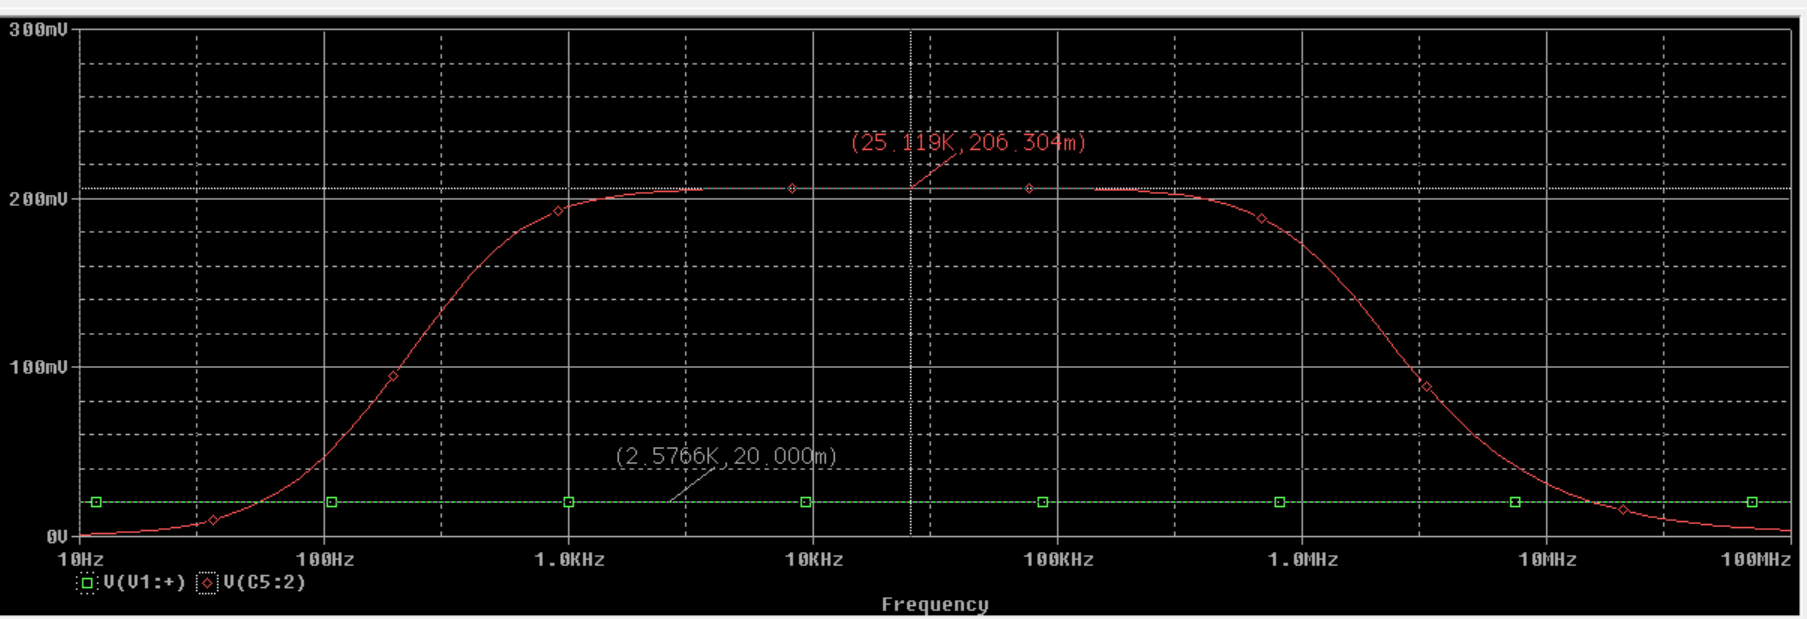 300mV
(25.119K,206.304m)
200mV
100mV
(2.5766K,20.000m)
0V
10Hz 100Hz 1.0KHz 10KHz 100KHz 1.0MHz 10MHz 100MHz
V(V1:+) V(C5:2)
Frequency